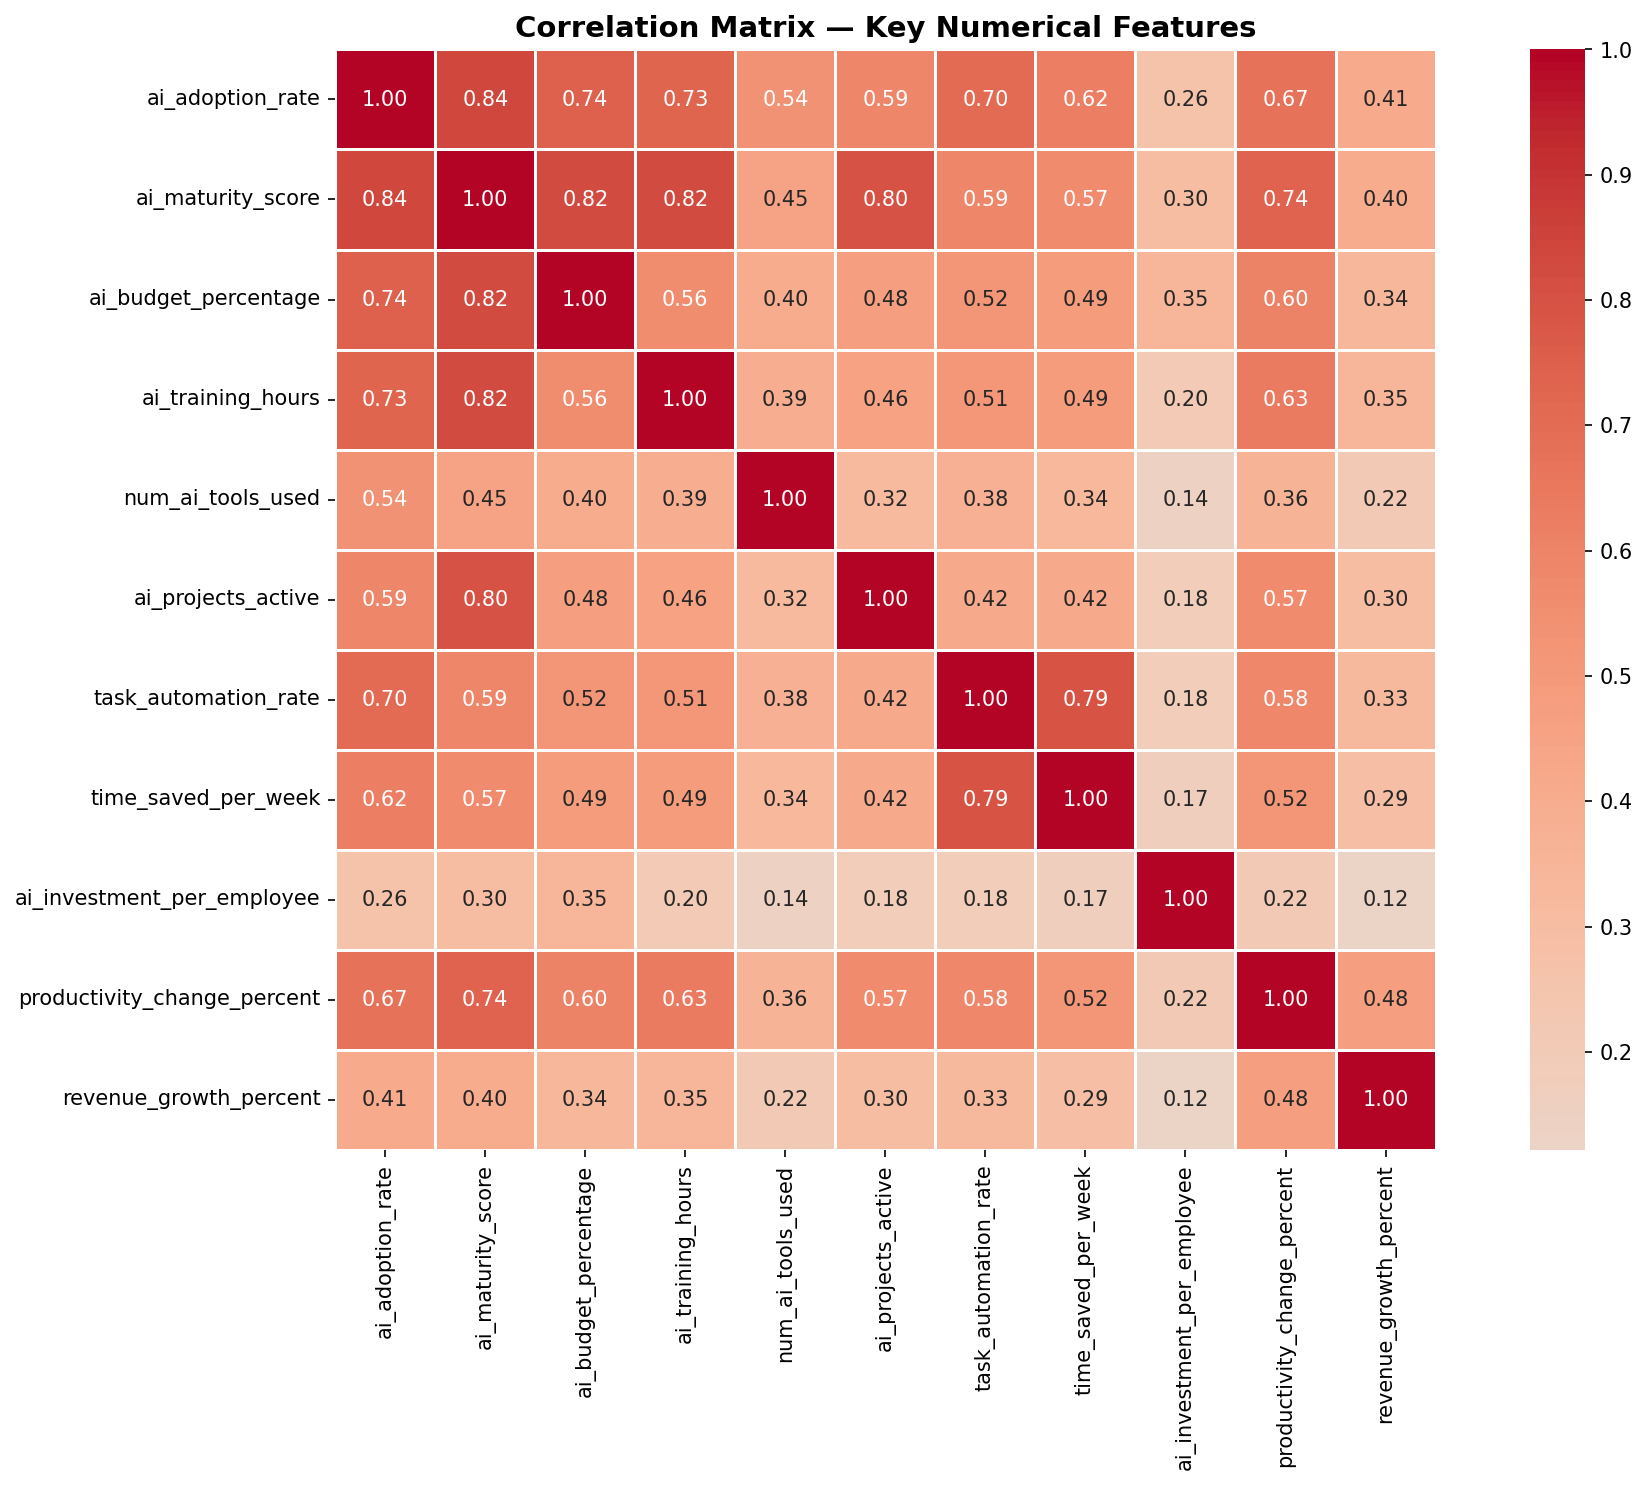 Correlation Matrix — Key Numerical Features
ai_adoption_rate 1.00 0.84 0.74 0.73 0.54 0.59 0.70 0.62 0.26 0.67 0.41
ai_maturity_score 0.84 1.00 0.82 0.82 0.45 0.80 0.59 0.57 0.30 0.74 0.40
ai_budget_percentage 0.74 0.82 1.00 0.56 0.40 0.48 0.52 0.49 0.35 0.60 0.34
ai_training_hours 0.73 0.82 0.56 1.00 0.39 0.46 0.51 0.49 0.20 0.63 0.35
num_ai_tools_used 0.54 0.45 0.40 0.39 1.00 0.32 0.38 0.34 0.14 0.36 0.22
ai_projects_active 0.59 0.80 0.48 0.46 0.32 1.00 0.42 0.42 0.18 0.57 0.30
task_automation_rate 0.70 0.59 0.52 0.51 0.38 0.42 1.00 0.79 0.18 0.58 0.33
time_saved_per_week 0.62 0.57 0.49 0.49 0.34 0.42 0.79 1.00 0.17 0.52 0.29
ai_investment_per_employee 0.26 0.30 0.35 0.20 0.14 0.18 0.18 0.17 1.00 0.22 0.12
productivity_change_percent 0.67 0.74 0.60 0.63 0.36 0.57 0.58 0.52 0.22 1.00 0.48
revenue_growth_percent 0.41 0.40 0.34 0.35 0.22 0.30 0.33 0.29 0.12 0.48 1.00
ai_adoption_rate
ai_maturity_score
ai_budget_percentage
ai_training_hours
num_ai_tools_used
ai_projects_active
task_automation_rate
time_saved_per_week
ai_investment_per_employee
productivity_change_percent
revenue_growth_percent
1.0
0.9
0.8
0.7
0.6
0.5
0.4
0.3
0.2